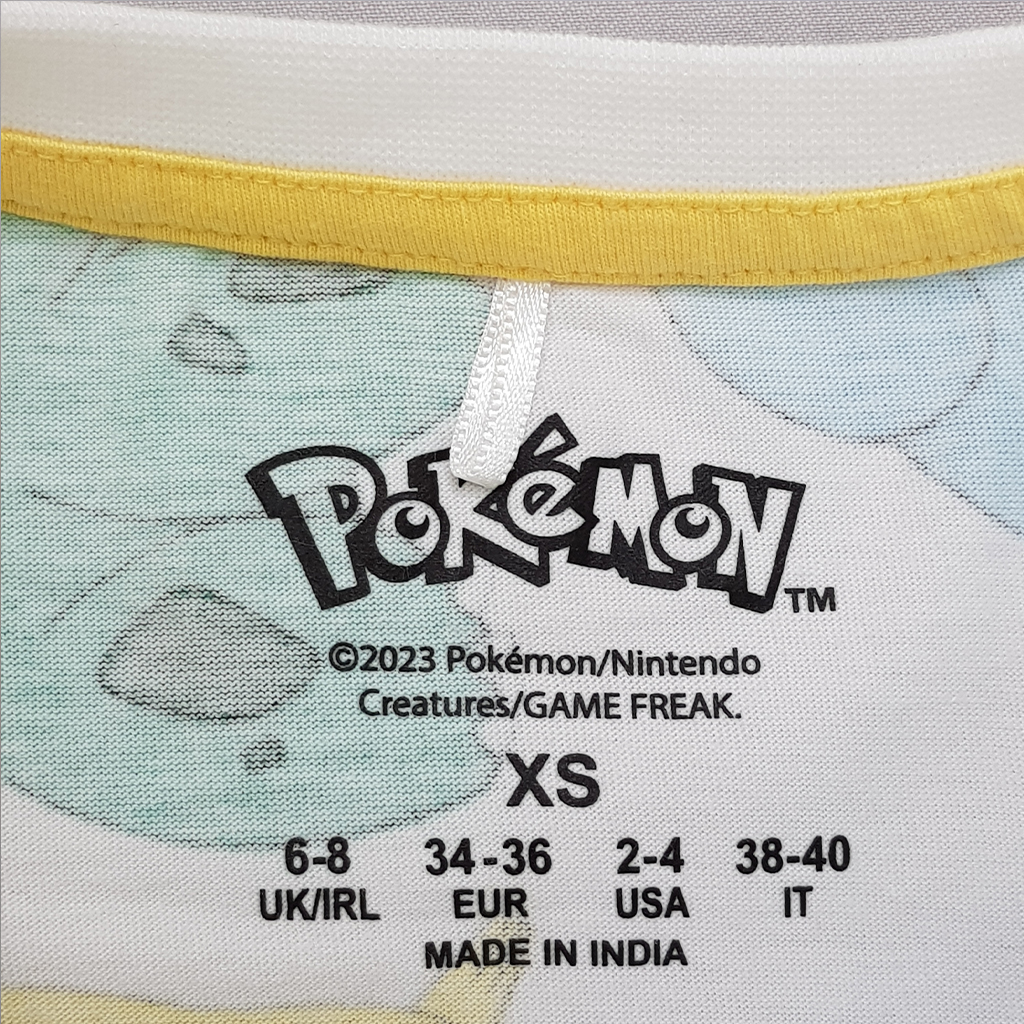 PoKéMoN TM
©2023 Pokémon/Nintendo
Creatures/GAME FREAK.
XS
6-8 34-36 2-4 38-40
UK/IRL EUR USA IT
MADE IN INDIA